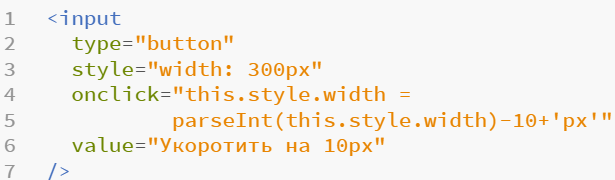 1 <input
2 type="button"
3 style="width: 300px"
4 onclick="this.style.width =
5 parseInt(this.style.width)-10+'px'"
6 value="Укоротить на 10px"
7 />